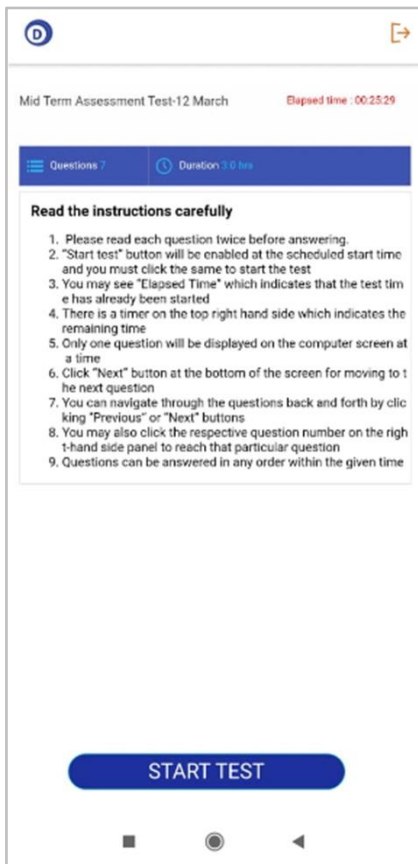 D
Mid Term Assessment Test-12 March
Elapsed time : 00:25:29
Questions 7
Duration 3.0 hrs
Read the instructions carefully
1. Please read each question twice before answering.
2. "Start test" button will be enabled at the scheduled start time
and you must click the same to start the test
3. You may see "Elapsed Time" which indicates that the test tim
e has already been started
4. There is a timer on the top right hand side which indicates the
remaining time
5. Only one question will be displayed on the computer screen at
a time
6. Click "Next" button at the bottom of the screen for moving to t
he next question
7. You can navigate through the questions back and forth by clic
king "Previous" or "Next" buttons
8. You may also click the respective question number on the righ
t-hand side panel to reach that particular question
9. Questions can be answered in any order within the given time
START TEST